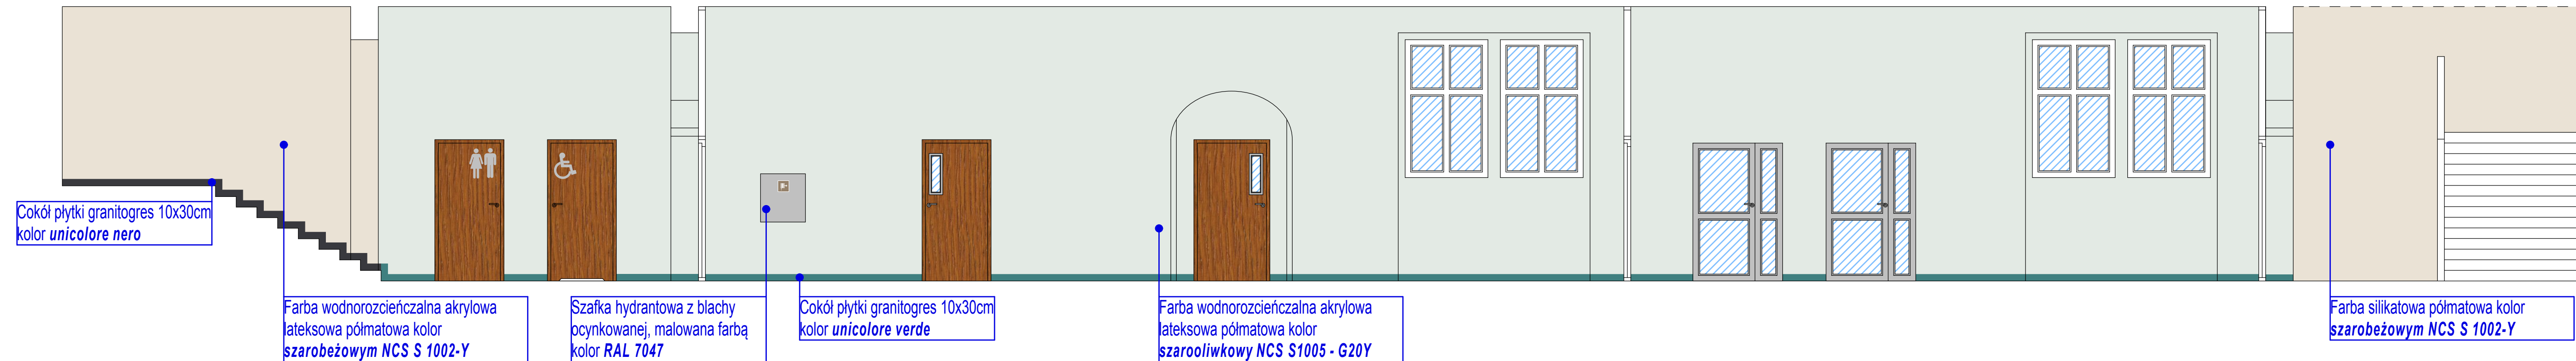 Cokół płytki granitogres 10x30cm
kolor unicolore nero
Farba wodnorozcieńczalna akrylowa
lateksowa półmatowa kolor
szarobeżowym NCS S 1002-Y
Szafka hydrantowa z blachy
ocynkowanej, malowana farbą
kolor RAL 7047
Cokół płytki granitogres 10x30cm
kolor unicolore verde
Farba wodnorozcieńczalna akrylowa
lateksowa półmatowa kolor
szarooliwkowy NCS S1005 - G20Y
Farba silikatowa półmatowa kolor
szarobeżowym NCS S 1002-Y